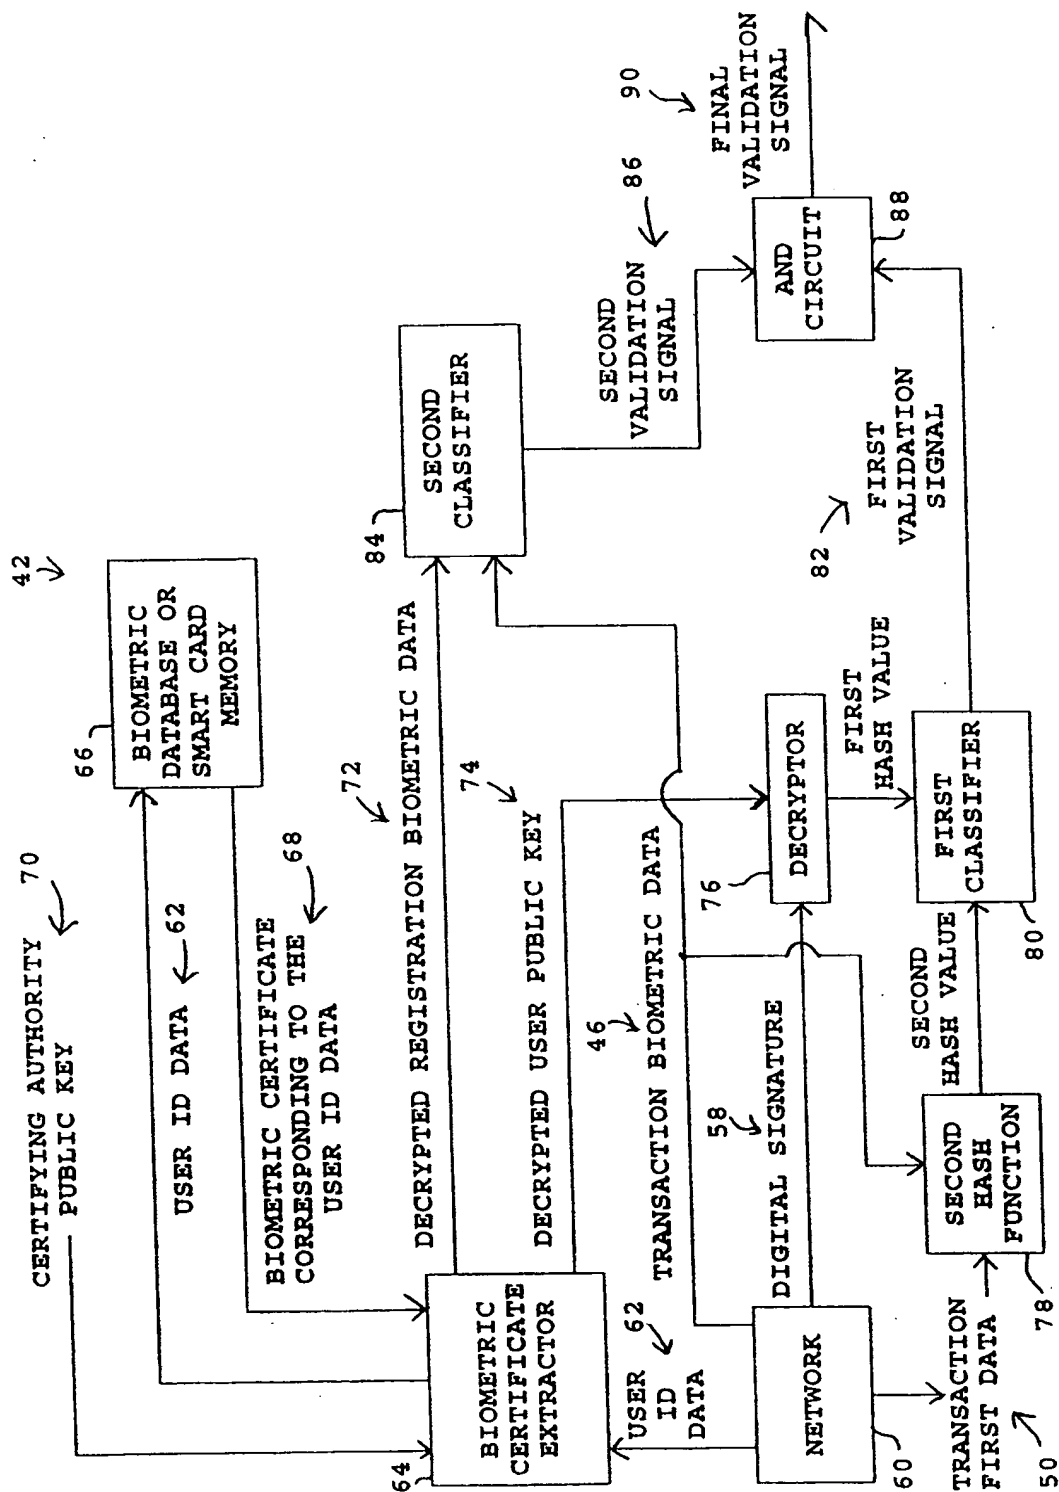 42
CERTIFYING AUTHORITY
PUBLIC KEY
70
66
BIOMETRIC
DATABASE OR
SMART CARD
MEMORY
USER ID DATA
62
BIOMETRIC CERTIFICATE
CORRESPONDING TO THE
USER ID DATA
68
72
DECRYPTED REGISTRATION BIOMETRIC DATA
84
SECOND
CLASSIFIER
64
BIOMETRIC
CERTIFICATE
EXTRACTOR
74
DECRYPTED USER PUBLIC KEY
SECOND
VALIDATION
SIGNAL
86
46
TRANSACTION BIOMETRIC DATA
USER
ID
DATA
62
90
FINAL
VALIDATION
SIGNAL
58
DIGITAL SIGNATURE
76
DECRYPTOR
AND
CIRCUIT
88
NETWORK
60
82
FIRST
VALIDATION
SIGNAL
FIRST
HASH VALUE
SECOND
HASH VALUE
FIRST
CLASSIFIER
80
SECOND
HASH
FUNCTION
78
TRANSACTION
FIRST DATA
50